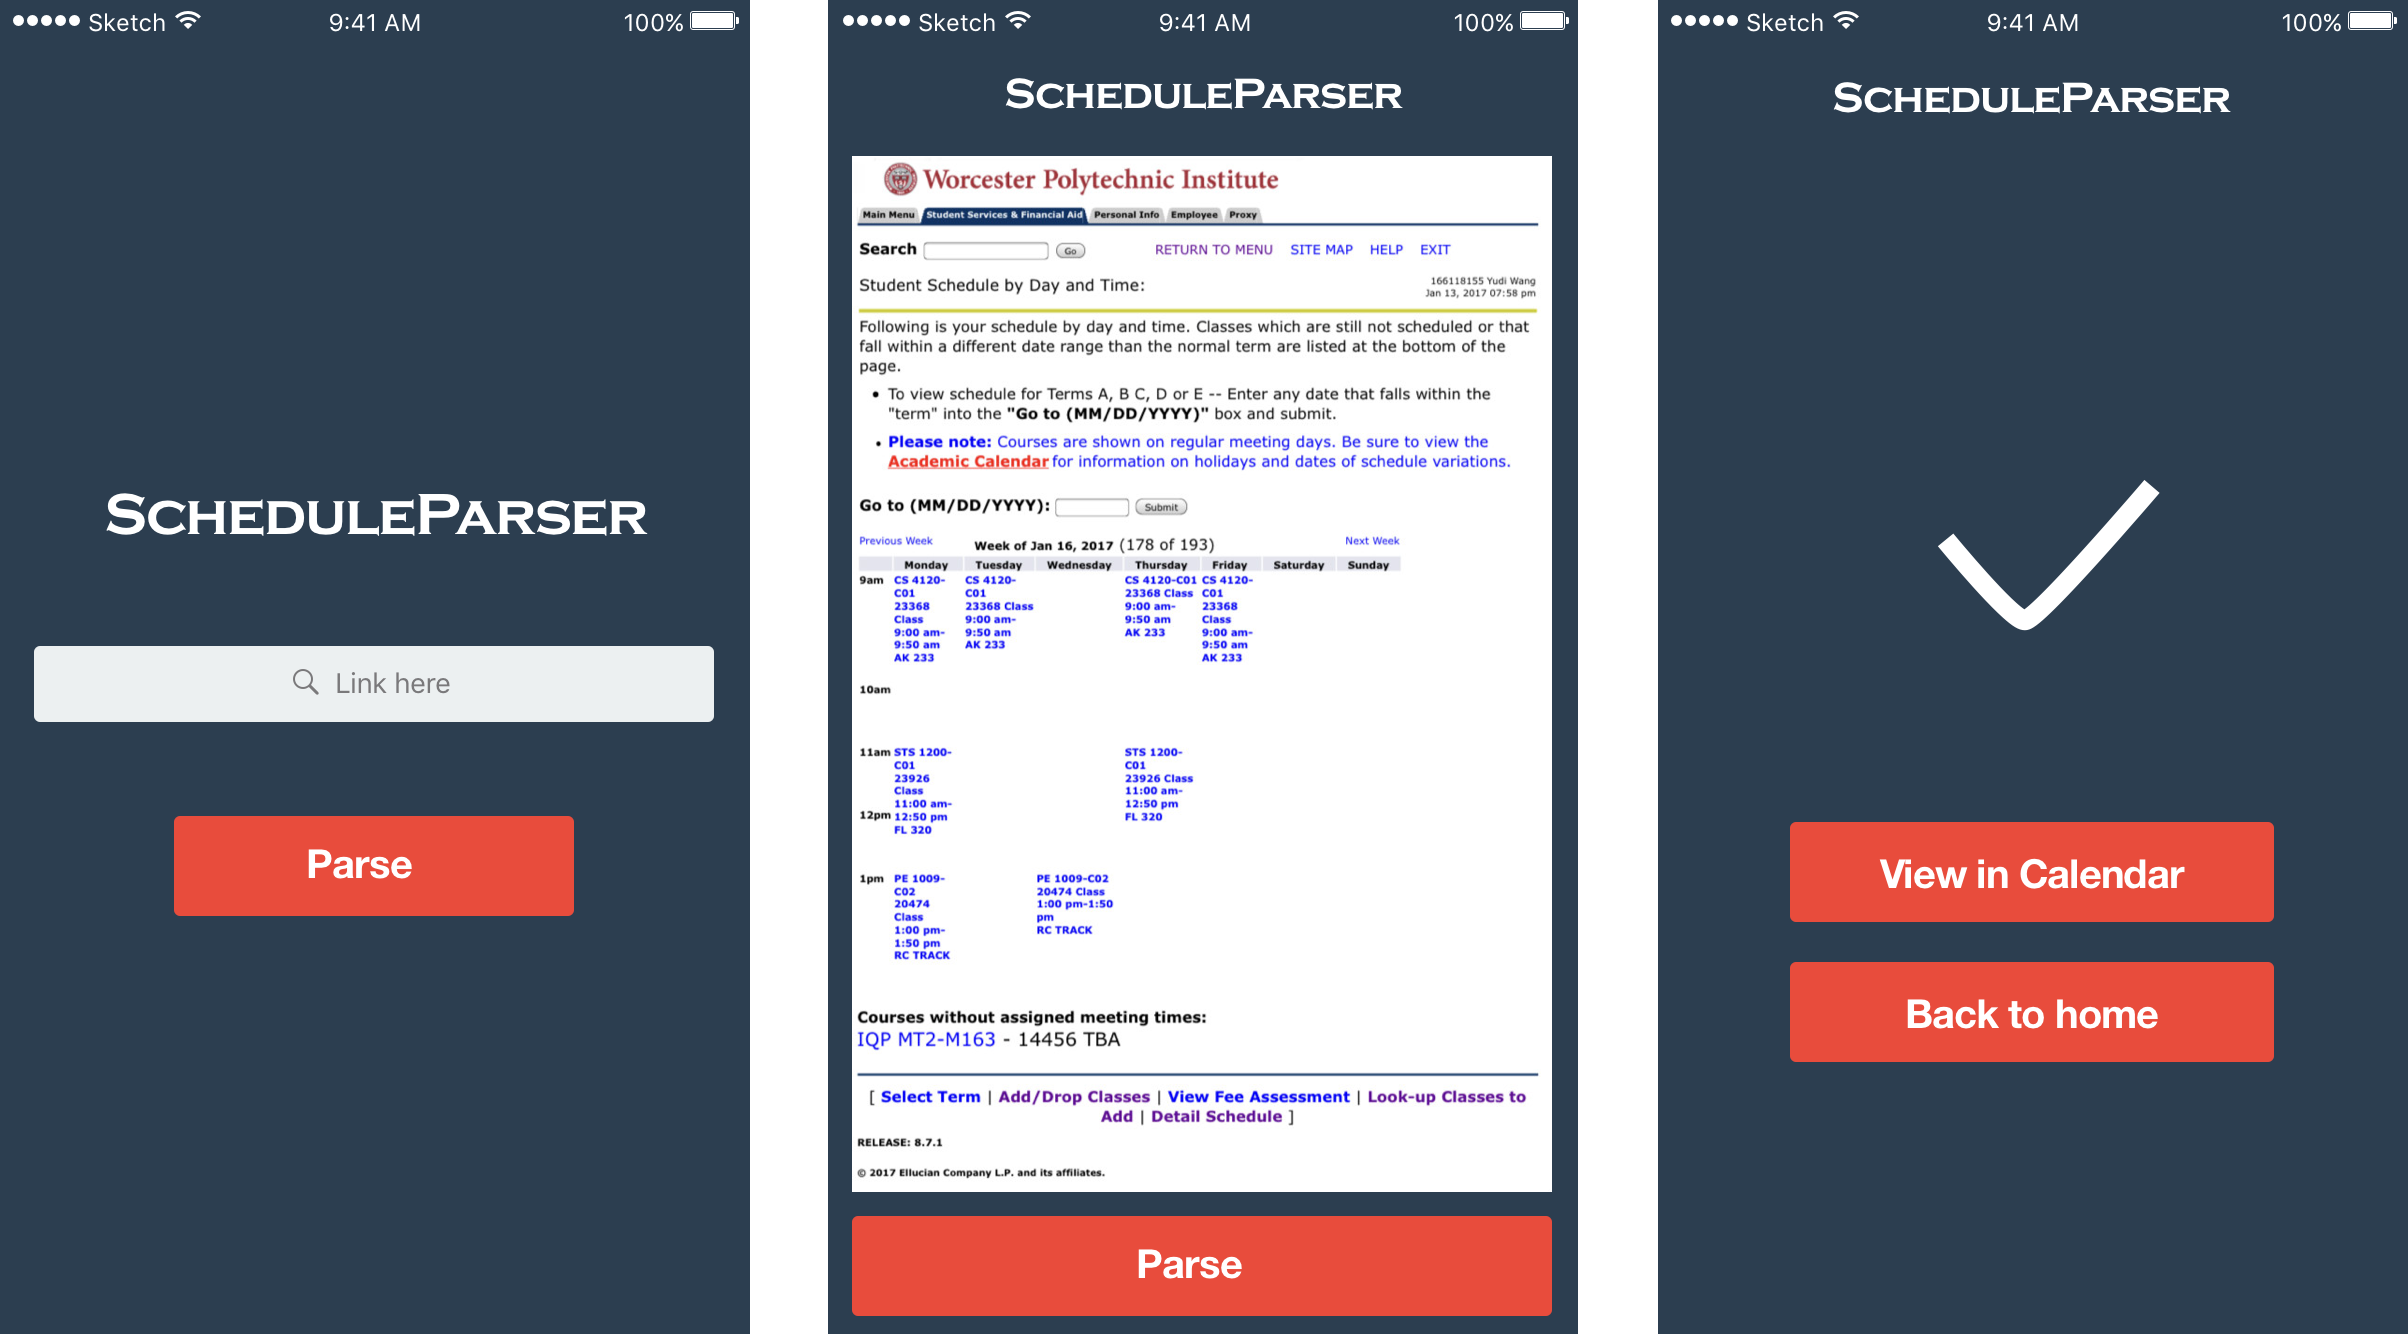 Sketch 9:41 AM 100%
SCHEDULEPARSER
Link here
Parse
Sketch 9:41 AM 100%
SCHEDULEPARSER
Worcester Polytechnic Institute
Main Menu Student Services & Financial Aid Personal Info Employee Proxy
Search Go RETURN TO MENU SITE MAP HELP EXIT
Student Schedule by Day and Time:
166118155 Yudi Wang
Jan 13, 2017 07:58 pm
Following is your schedule by day and time. Classes which are still not scheduled or that
fall within a different date range than the normal term are listed at the bottom of the
page.
• To view schedule for Terms A, B C, D or E -- Enter any date that falls within the
"term" into the "Go to (MM/DD/YYYY)" box and submit.
• Please note: Courses are shown on regular meeting days. Be sure to view the
Academic Calendar for information on holidays and dates of schedule variations.
Go to (MM/DD/YYYY): Submit
Previous Week Week of Jan 16, 2017 (178 of 193) Next Week
Monday Tuesday Wednesday Thursday Friday Saturday Sunday
9am CS 4120- CS 4120- CS 4120-C01 CS 4120-
C01 C01 23368 Class C01
23368 23368 Class 9:00 am- 23368
Class 9:00 am- 9:50 am Class
9:00 am- 9:50 am AK 233 9:00 am-
9:50 am AK 233 9:50 am
AK 233 AK 233
10am
11am STS 1200- STS 1200-
C01 C01
23926 23926 Class
Class 11:00 am-
11:00 am- 12:50 pm
12pm 12:50 pm FL 320
FL 320
1pm PE 1009- PE 1009-C02
C02 20474 Class
20474 1:00 pm-1:50
Class pm
1:00 pm- RC TRACK
1:50 pm
RC TRACK
Courses without assigned meeting times:
IQP MT2-M163 - 14456 TBA
[ Select Term | Add/Drop Classes | View Fee Assessment | Look-up Classes to
Add | Detail Schedule ]
RELEASE: 8.7.1
© 2017 Ellucian Company L.P. and its affiliates.
Parse
Sketch 9:41 AM 100%
SCHEDULEPARSER
View in Calendar
Back to home